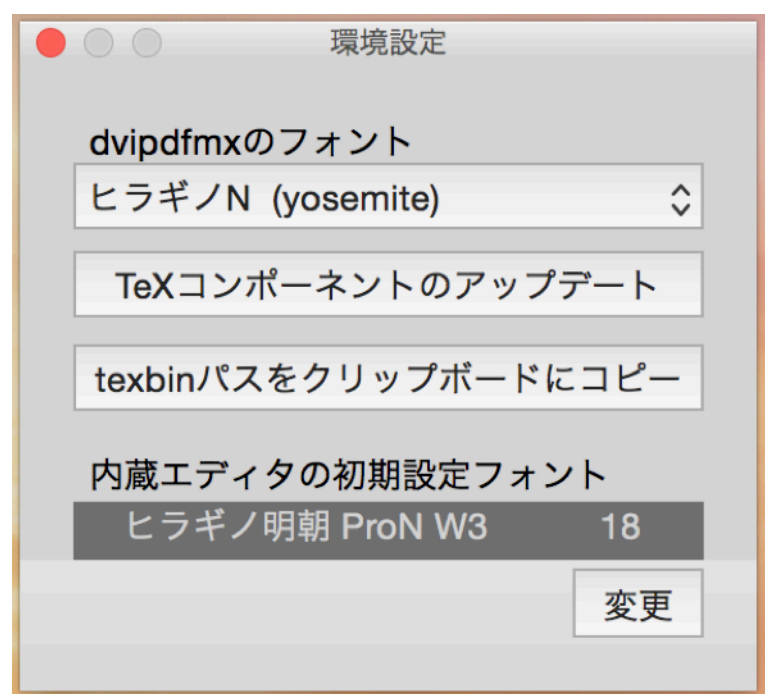 環境設定
dvipdfmxのフォント
ヒラギノN (yosemite)
TeXコンポーネントのアップデート
texbinパスをクリップボードにコピー
内蔵エディタの初期設定フォント
ヒラギノ明朝 ProN W3 18
変更